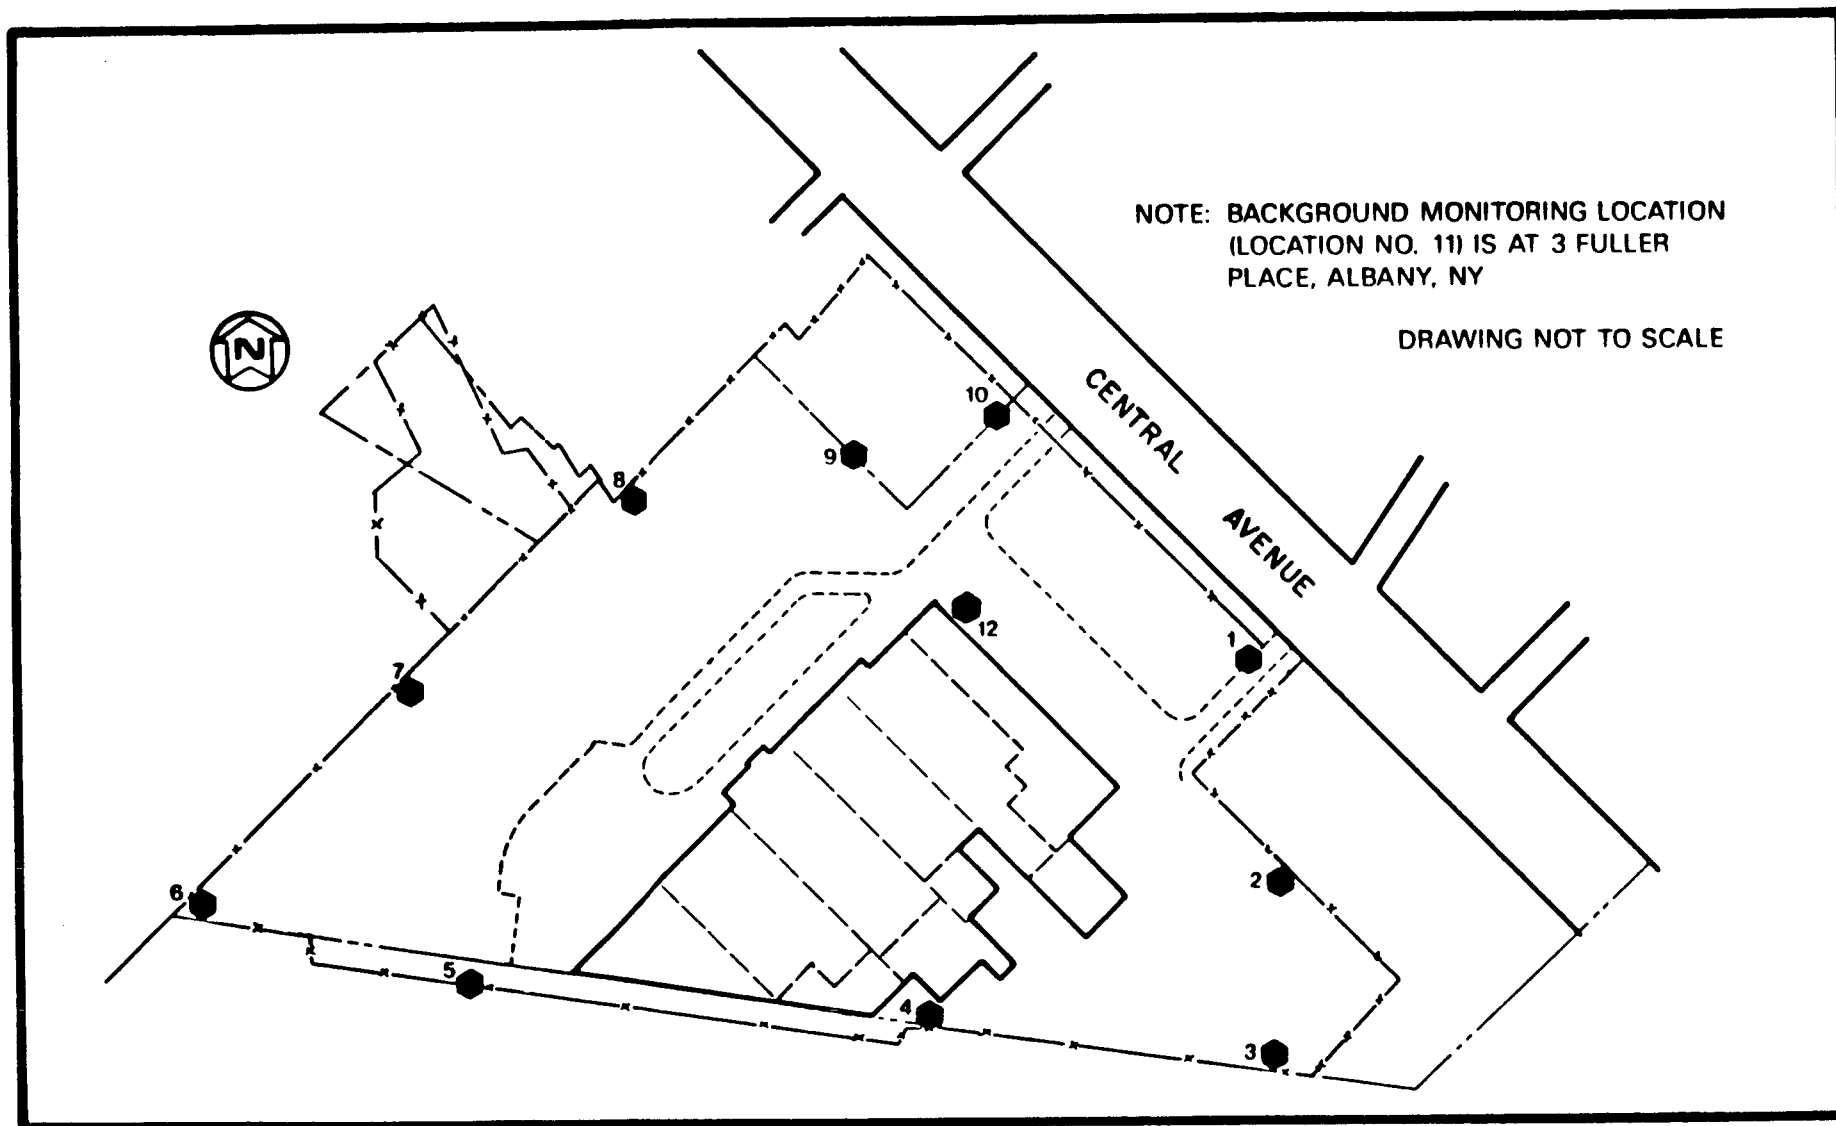 NOTE: BACKGROUND MONITORING LOCATION
(LOCATION NO. 11) IS AT 3 FULLER
PLACE, ALBANY, NY
DRAWING NOT TO SCALE
N
CENTRAL
AVENUE
10
9
8
12
1
7
2
6
5
4
3